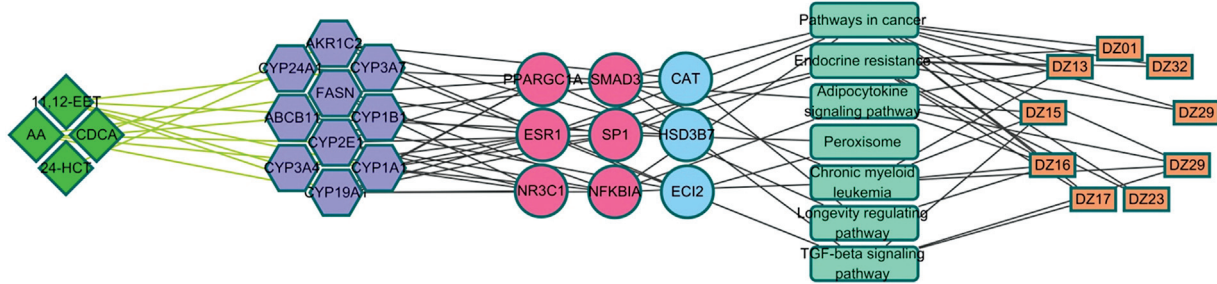 11,12-EET
AA
CDCA
24-HCT
AKR1C2
CYP24A1
CYP3A7
FASN
ABCB11
CYP1B1
CYP2E1
CYP3A4
CYP1A1
CYP19A1
PPARGC1A
SMAD3
CAT
ESR1
SP1
HSD3B7
NR3C1
NFKBIA
ECI2
Pathways in cancer
Endocrine resistance
Adipocytokine
signaling pathway
Peroxisome
Chronic myeloid
leukemia
Longevity regulating
pathway
TGF-beta signaling
pathway
DZ01
DZ13
DZ32
DZ15
DZ29
DZ16
DZ29
DZ17
DZ23